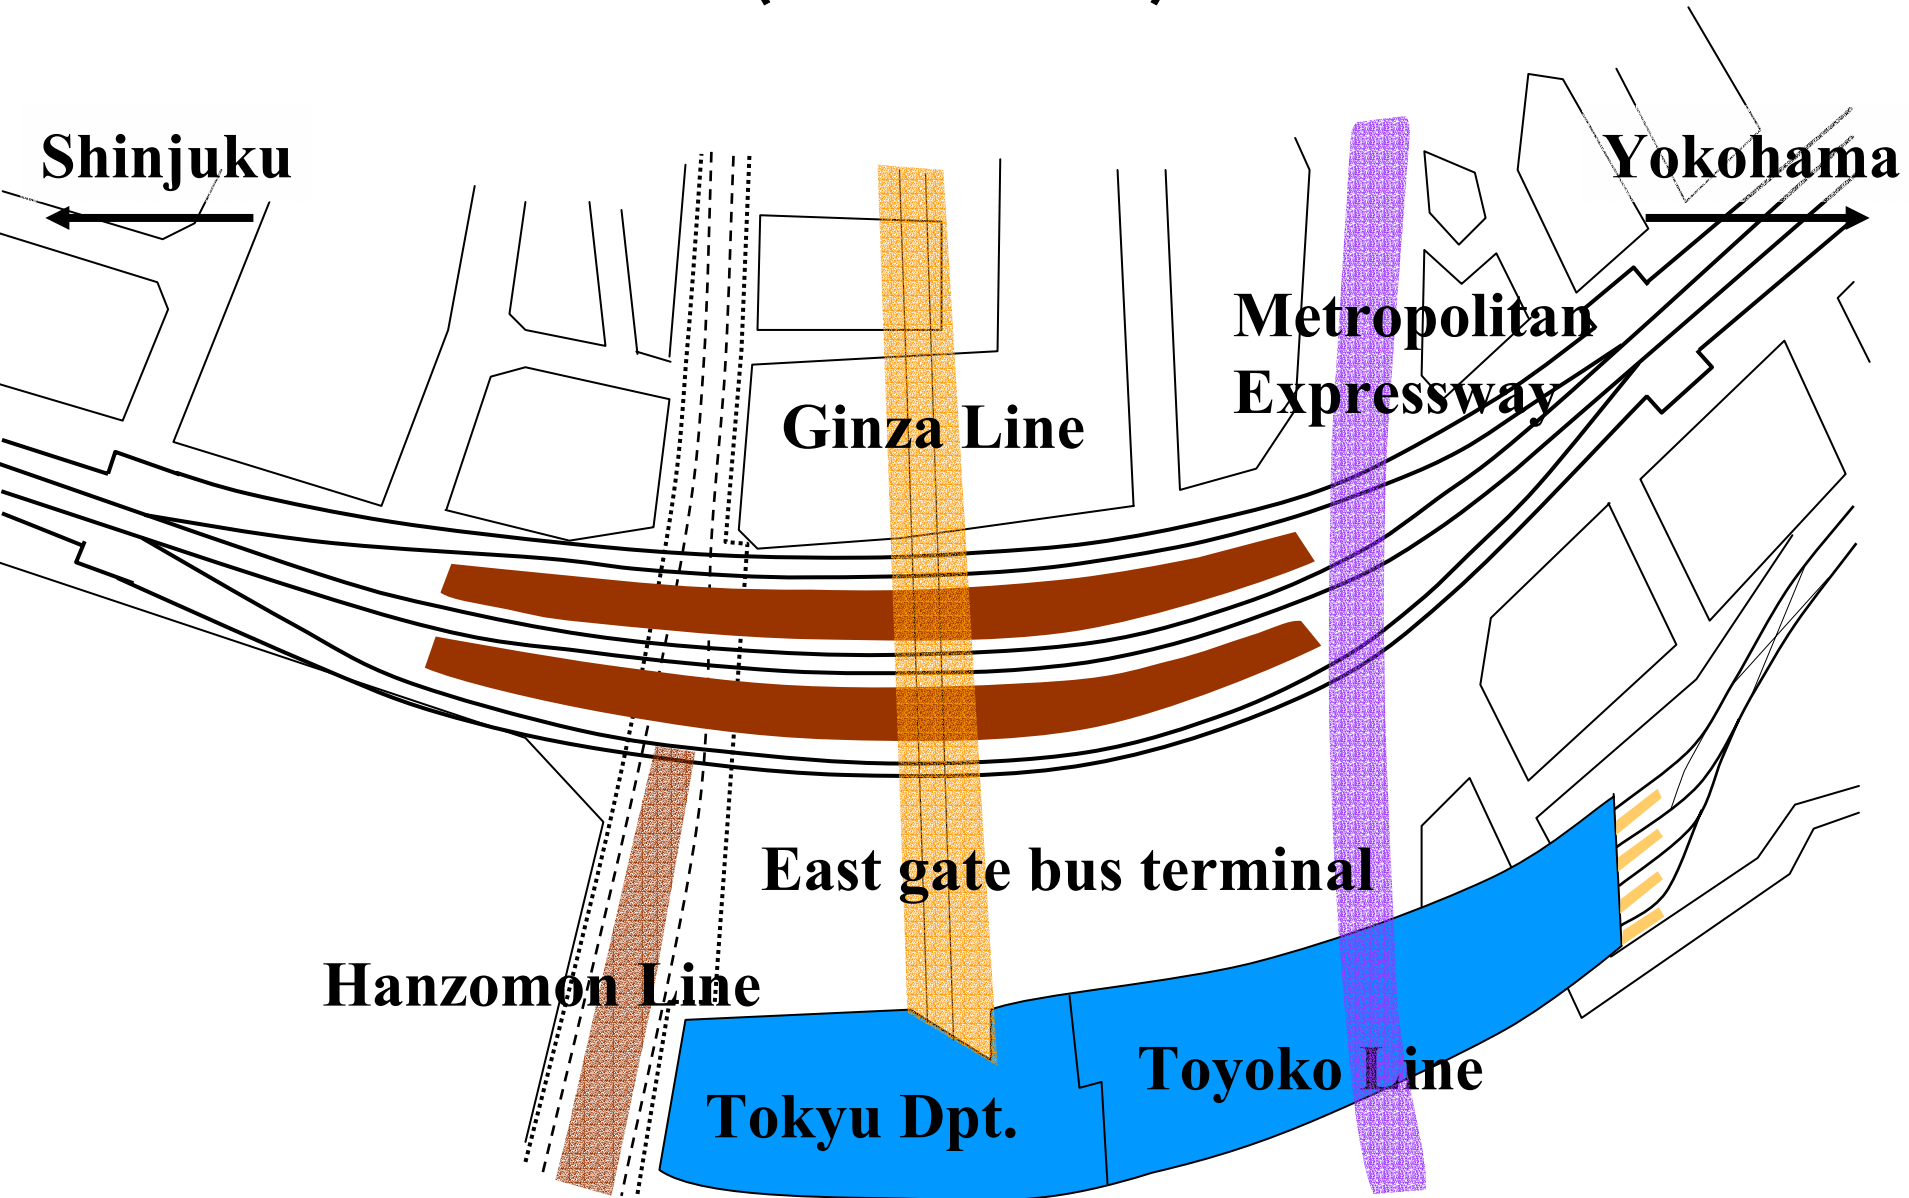 Shinjuku
Yokohama
Metropolitan
Expressway
Ginza Line
East gate bus terminal
Hanzomon Line
Toyoko Line
Tokyu Dpt.